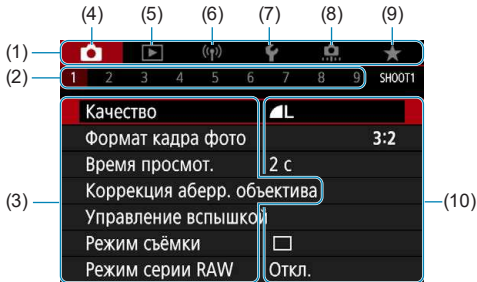 (4) (5) (6) (7) (8) (9)
(1)
(2) 1 2 3 4 5 6 7 8 9 SHOOT1
Качество L
Формат кадра фото 3:2
Время просмот. 2 с
(3) Коррекция аберр. объектива (10)
Управление вспышкой
Режим съёмки
Режим серии RAW Откл.